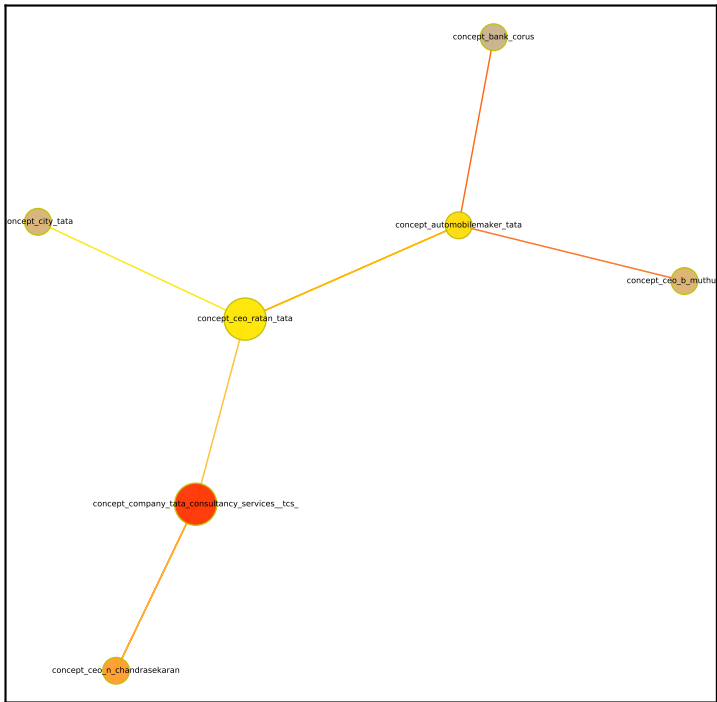 concept_bank_corus
oncept_city_tata
concept_automobilemaker_tata
concept_ceo_b_muthu
concept_ceo_ratan_tata
concept_company_tata_consultancy_services__tcs_
concept_ceo_n_chandrasekaran